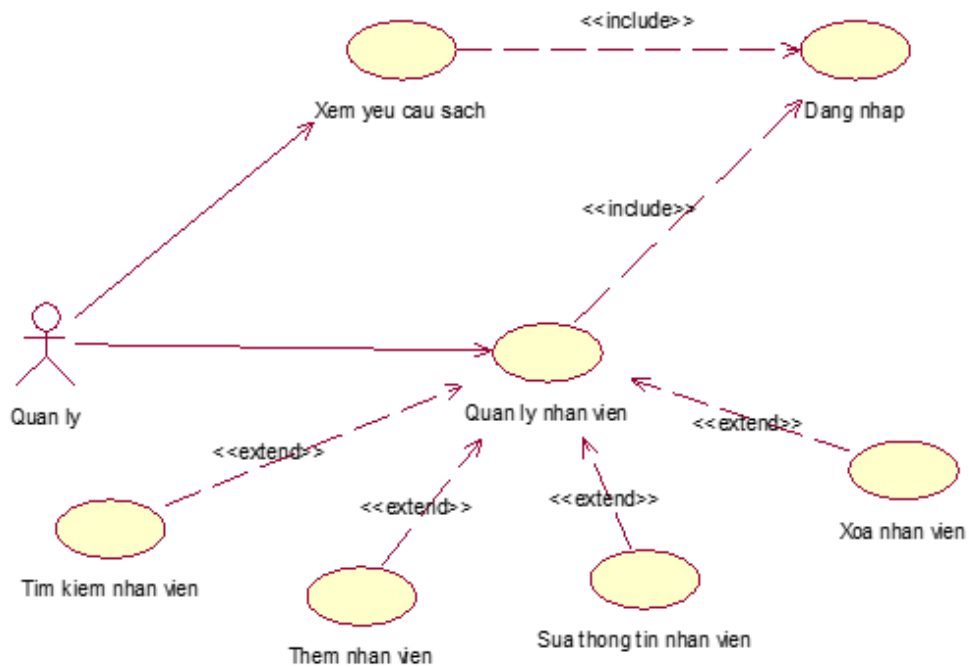 <<include>>
Xem yeu cau sach
Dang nhap
<<include>>
Quan ly
Quan ly nhan vien
<<extend>>
<<extend>>
<<extend>>
<<extend>>
Xoa nhan vien
Tim kiem nhan vien
Sua thong tin nhan vien
Them nhan vien